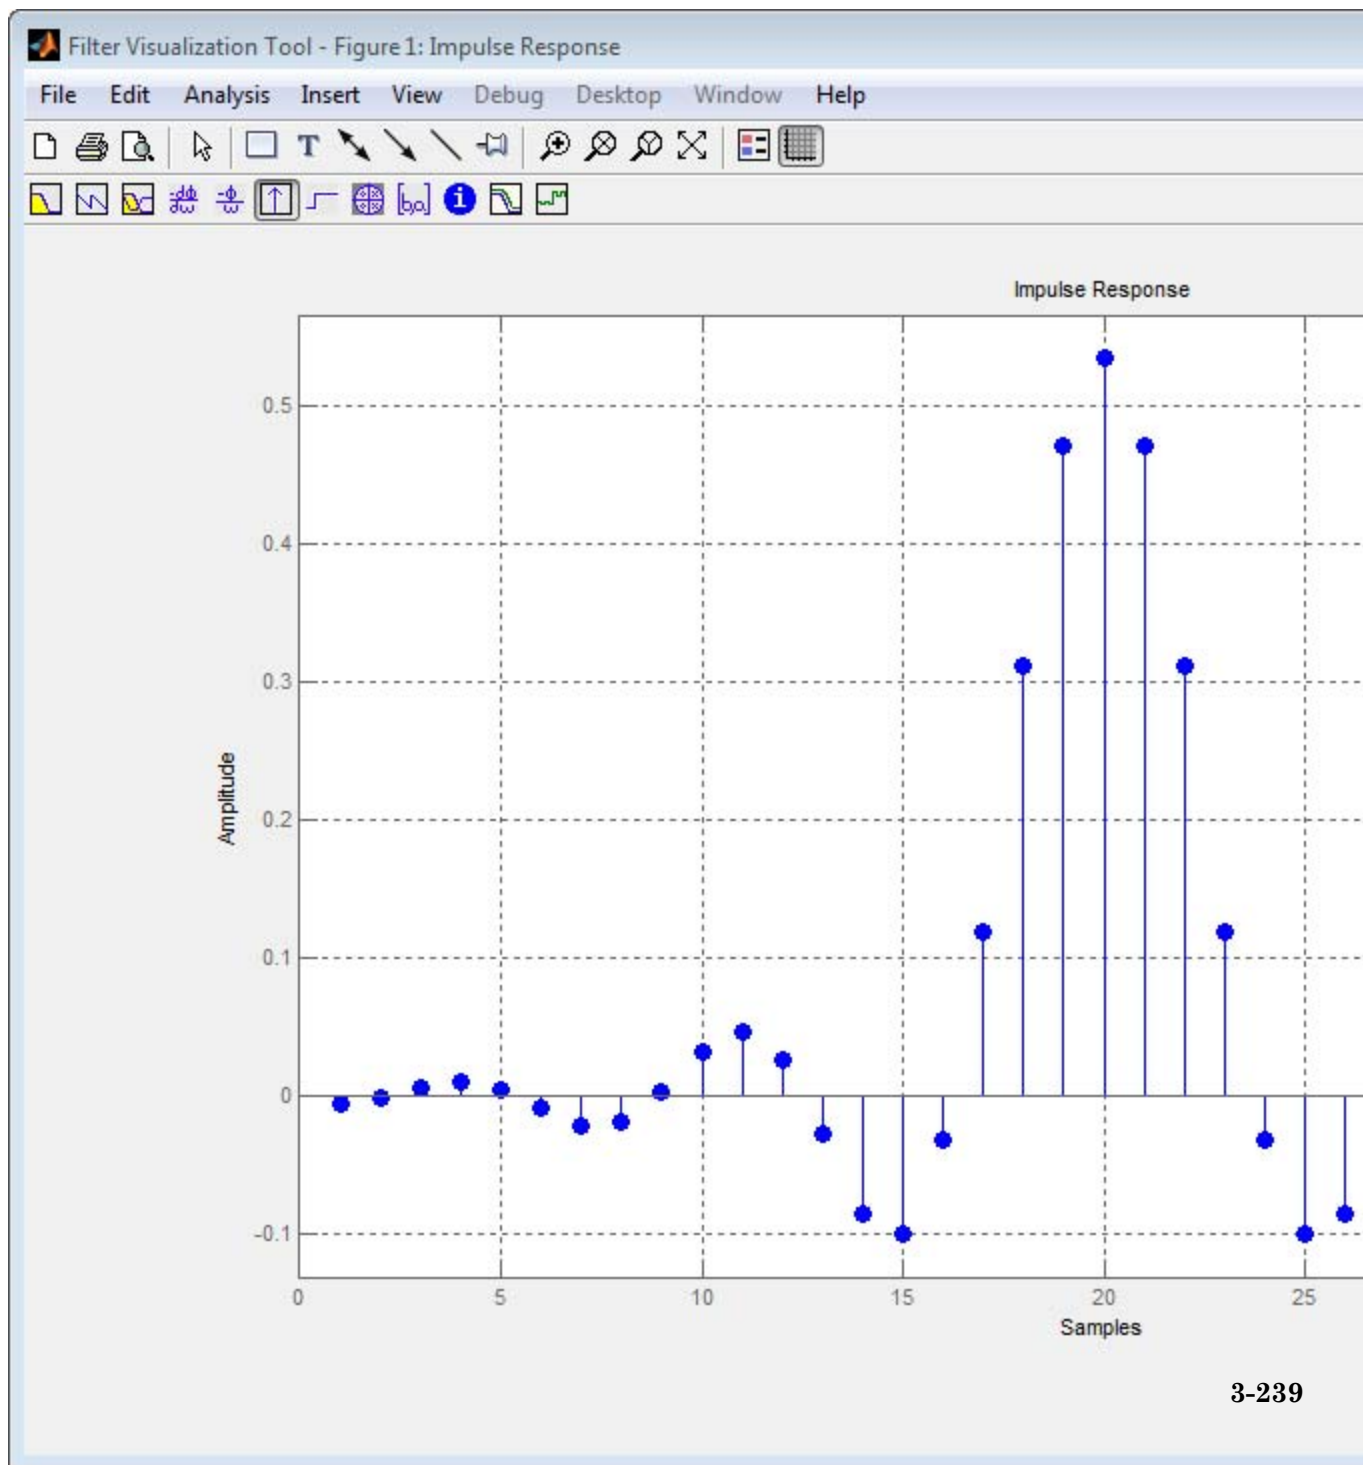 Filter Visualization Tool - Figure 1: Impulse Response
File Edit Analysis Insert View Debug Desktop Window Help
T
[b,a] i
Impulse Response
0.5
0.4
0.3
0.2
0.1
0
-0.1
Amplitude
0 5 10 15 20 25
Samples
3-239